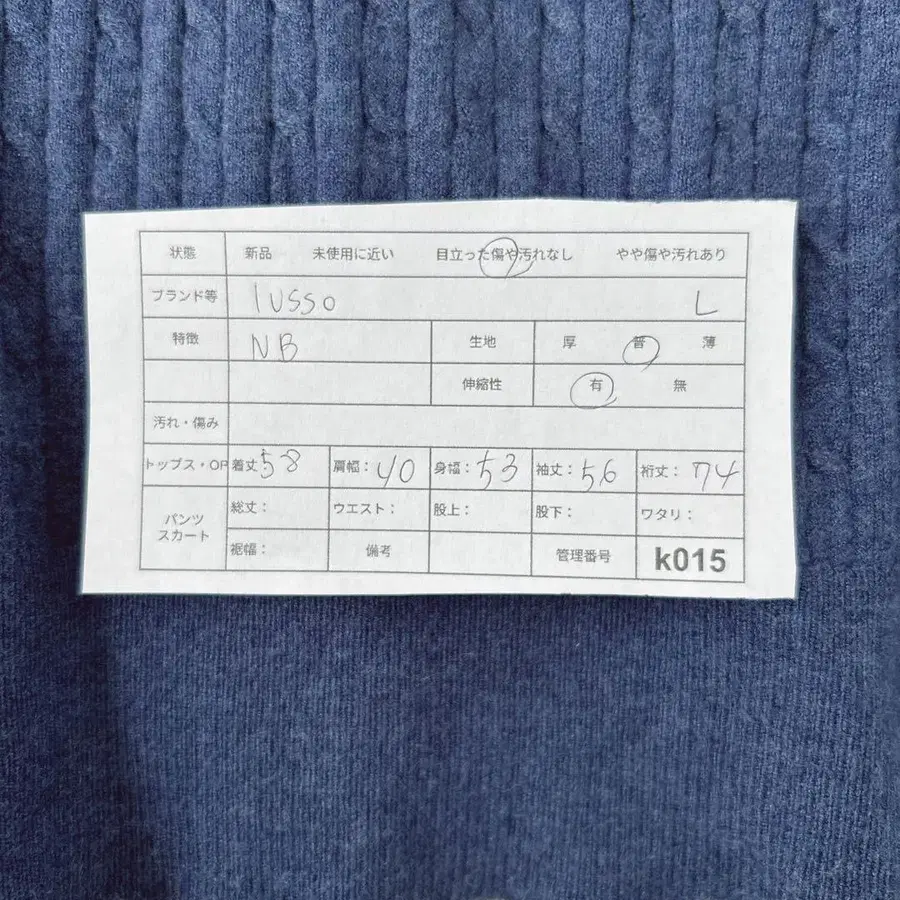 状態 新品 未使用に近い 目立った傷や汚れなし やや傷や汚れあり
ブランド等 lusso L
特徴 NB 生地 厚 普 薄
伸縮性 有 無
汚れ・傷み
トップス・OP 着丈58 肩幅：40 身幅：53 袖丈：56 裄丈：74
パンツ スカート 総丈： ウエスト： 股上： 股下： ワタリ：
裾幅： 備考 管理番号 k015